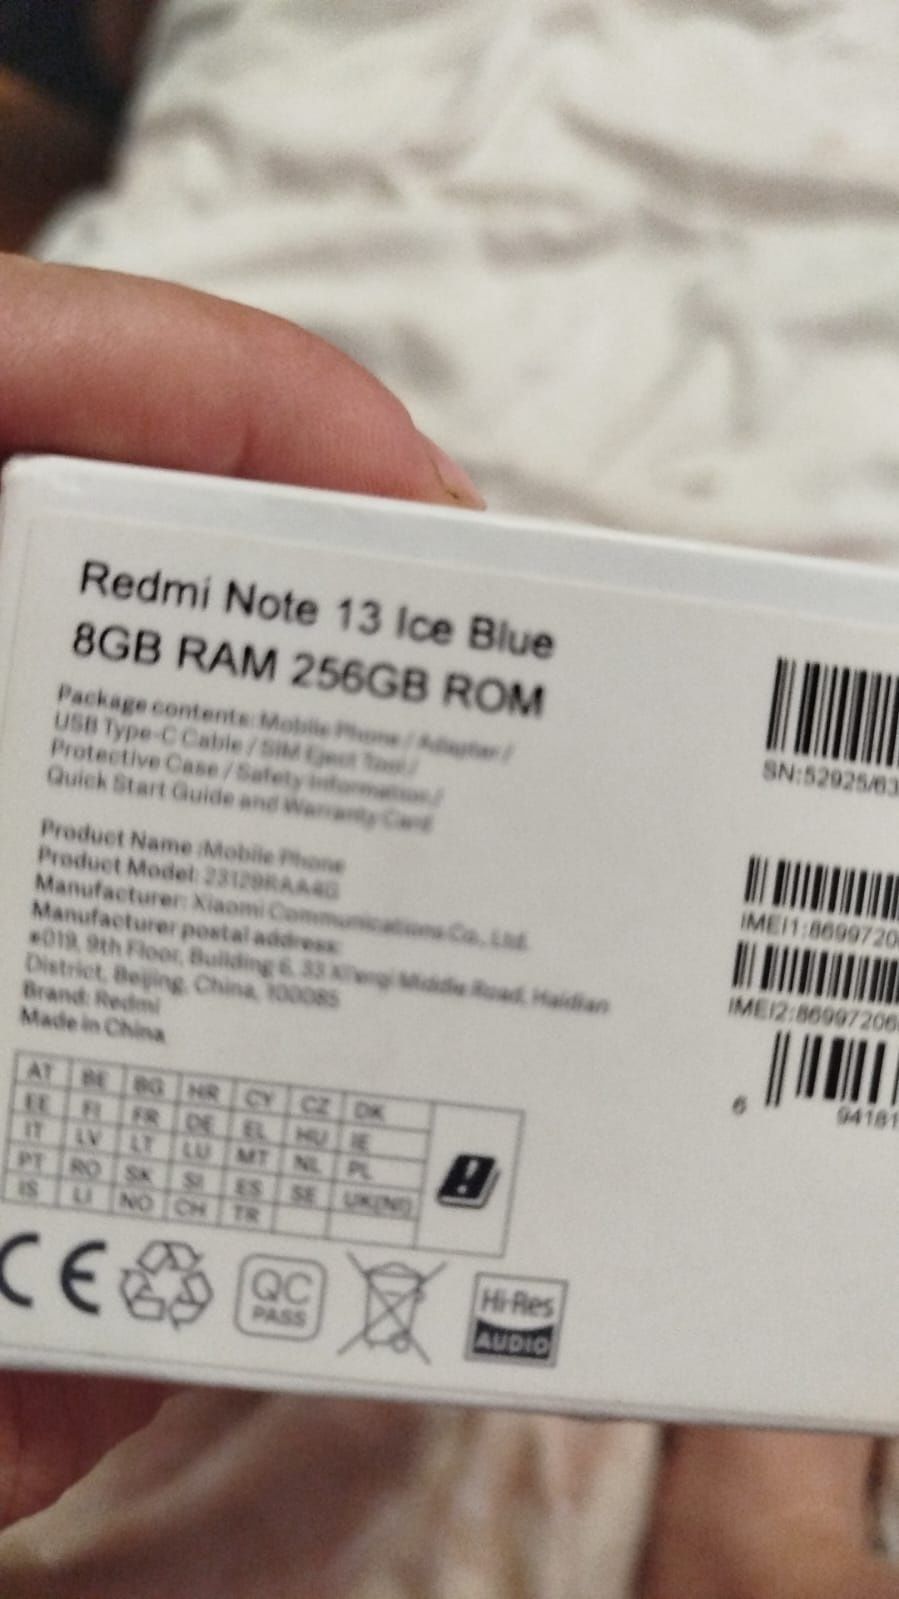 Redmi Note 13 Ice Blue
8GB RAM 256GB ROM
Package contents: Mobile Phone / Adapter /
USB Type-C Cable / SIM Eject Tool /
Protective Case / Safety Information /
Quick Start Guide and Warranty Card
Product Name :Mobile Phone
Product Model: 23129RAA4G
Manufacturer: Xiaomi Communications Co., Ltd.
Manufacturer postal address:
#019, 9th Floor, Building 6, 33 Xi'erqi Middle Road, Haidian
District, Beijing, China, 100085
Brand: Redmi
Made in China
AT BE BG HR CY CZ DK
EE FI FR DE EL HU IE
IT LV LT LU MT NL PL
PT RO SK SI ES SE UK(NI)
IS LI NO CH TR
CE
QC
PASS
Hi-Res
AUDIO
SN:52925/63
IMEI1:8699720
IMEI2:86997206
6 94181